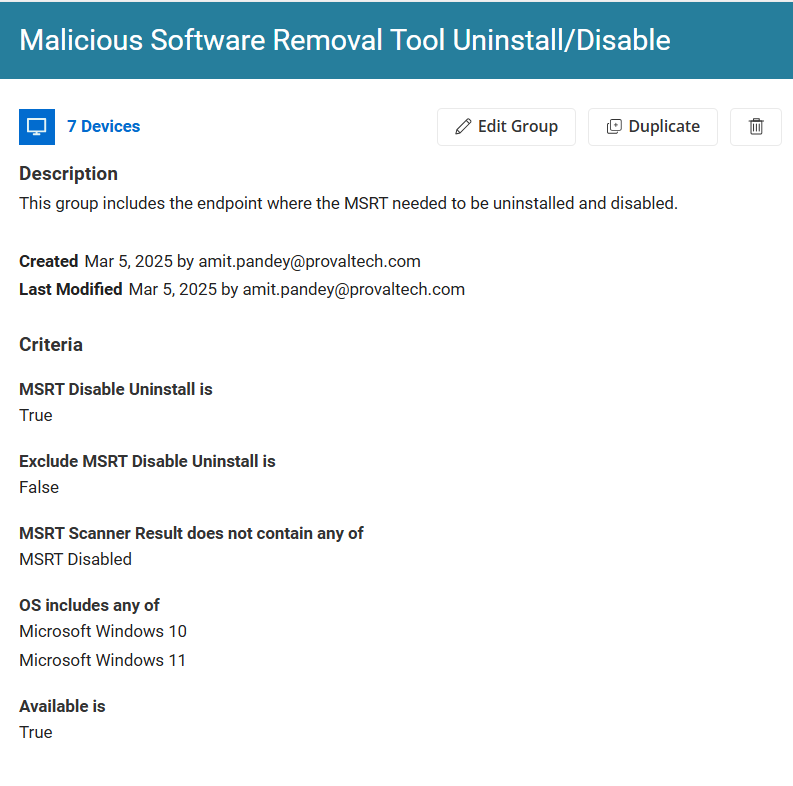 Malicious Software Removal Tool Uninstall/Disable
7 Devices
Edit Group
Duplicate
Description
This group includes the endpoint where the MSRT needed to be uninstalled and disabled.
Created Mar 5, 2025 by amit.pandey@provaltech.com
Last Modified Mar 5, 2025 by amit.pandey@provaltech.com
Criteria
MSRT Disable Uninstall is
True
Exclude MSRT Disable Uninstall is
False
MSRT Scanner Result does not contain any of
MSRT Disabled
OS includes any of
Microsoft Windows 10
Microsoft Windows 11
Available is
True